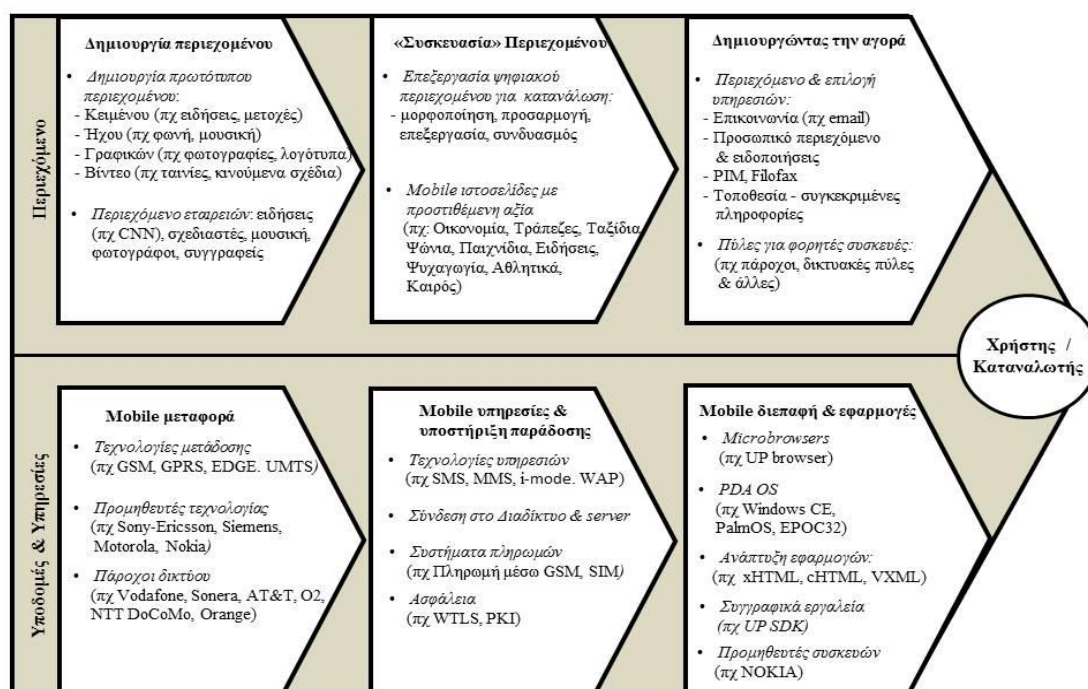 Περιεχόμενο
Δημιουργία περιεχομένου
• Δημιουργία πρωτότυπου
περιεχομένου:
- Κειμένου (πχ ειδήσεις, μετοχές)
- Ήχου (πχ φωνή, μουσική)
- Γραφικών (πχ φωτογραφίες, λογότυπα)
- Βίντεο (πχ ταινίες, κινούμενα σχέδια)
• Περιεχόμενο εταιρειών: ειδήσεις
(πχ CNN), σχεδιαστές, μουσική,
φωτογράφοι, συγγραφείς
«Συσκευασία» Περιεχομένου
• Επεξεργασία ψηφιακού
περιεχομένου για κατανάλωση:
- μορφοποίηση, προσαρμογή,
επεξεργασία, συνδυασμός
• Mobile ιστοσελίδες με
προστιθέμενη αξία
(πχ: Οικονομία, Τράπεζες, Ταξίδια
Ψώνια, Παιχνίδια, Ειδήσεις,
Ψυχαγωγία, Αθλητικά,
Καιρός)
Δημιουργώντας την αγορά
• Περιεχόμενο & επιλογή
υπηρεσιών:
- Επικοινωνία (πχ email)
- Προσωπικό περιεχόμενο
& ειδοποιήσεις
- PIM, Filofax
- Τοποθεσία - συγκεκριμένες
πληροφορίες
• Πύλες για φορητές συσκευές:
(πχ πάροχοι, δικτυακές πύλες
& άλλες)
Χρήστης /
Καταναλωτής
Υποδομές & Υπηρεσίες
Mobile μεταφορά
• Τεχνολογίες μετάδοσης
(πχ GSM, GPRS, EDGE. UMTS)
• Προμηθευτές τεχνολογίας
(πχ Sony-Ericsson, Siemens,
Motorola, Nokia)
• Πάροχοι δικτύου
(πχ Vodafone, Sonera, AT&T, O2,
NTT DoCoMo, Orange)
Mobile υπηρεσίες &
υποστήριξη παράδοσης
• Τεχνολογίες υπηρεσιών
(πχ SMS, MMS, i-mode. WAP)
• Σύνδεση στο Διαδίκτυο & server
• Συστήματα πληρωμών
(πχ Πληρωμή μέσω GSM, SIM)
• Ασφάλεια
(πχ WTLS, PKI)
Mobile διεπαφή & εφαρμογές
• Microbrowsers
(πχ UP browser)
• PDA OS
(πχ Windows CE,
PalmOS, EPOC32)
• Ανάπτυξη εφαρμογών:
(πχ xHTML, cHTML, VXML)
• Συγγραφικά εργαλεία
(πχ UP SDK)
• Προμηθευτές συσκευών
(πχ NOKIA)